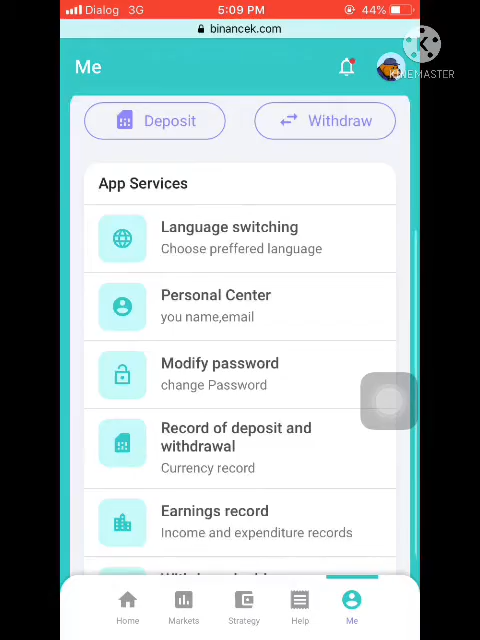 Dialog 3G 5:09 PM 44%
binancek.com
Me
KINEMASTER
Deposit
Withdraw
App Services
Language switching
Choose preffered language
Personal Center
you name,email
Modify password
change Password
Record of deposit and
withdrawal
Currency record
Earnings record
Income and expenditure records
Home
Markets
Strategy
Help
Me